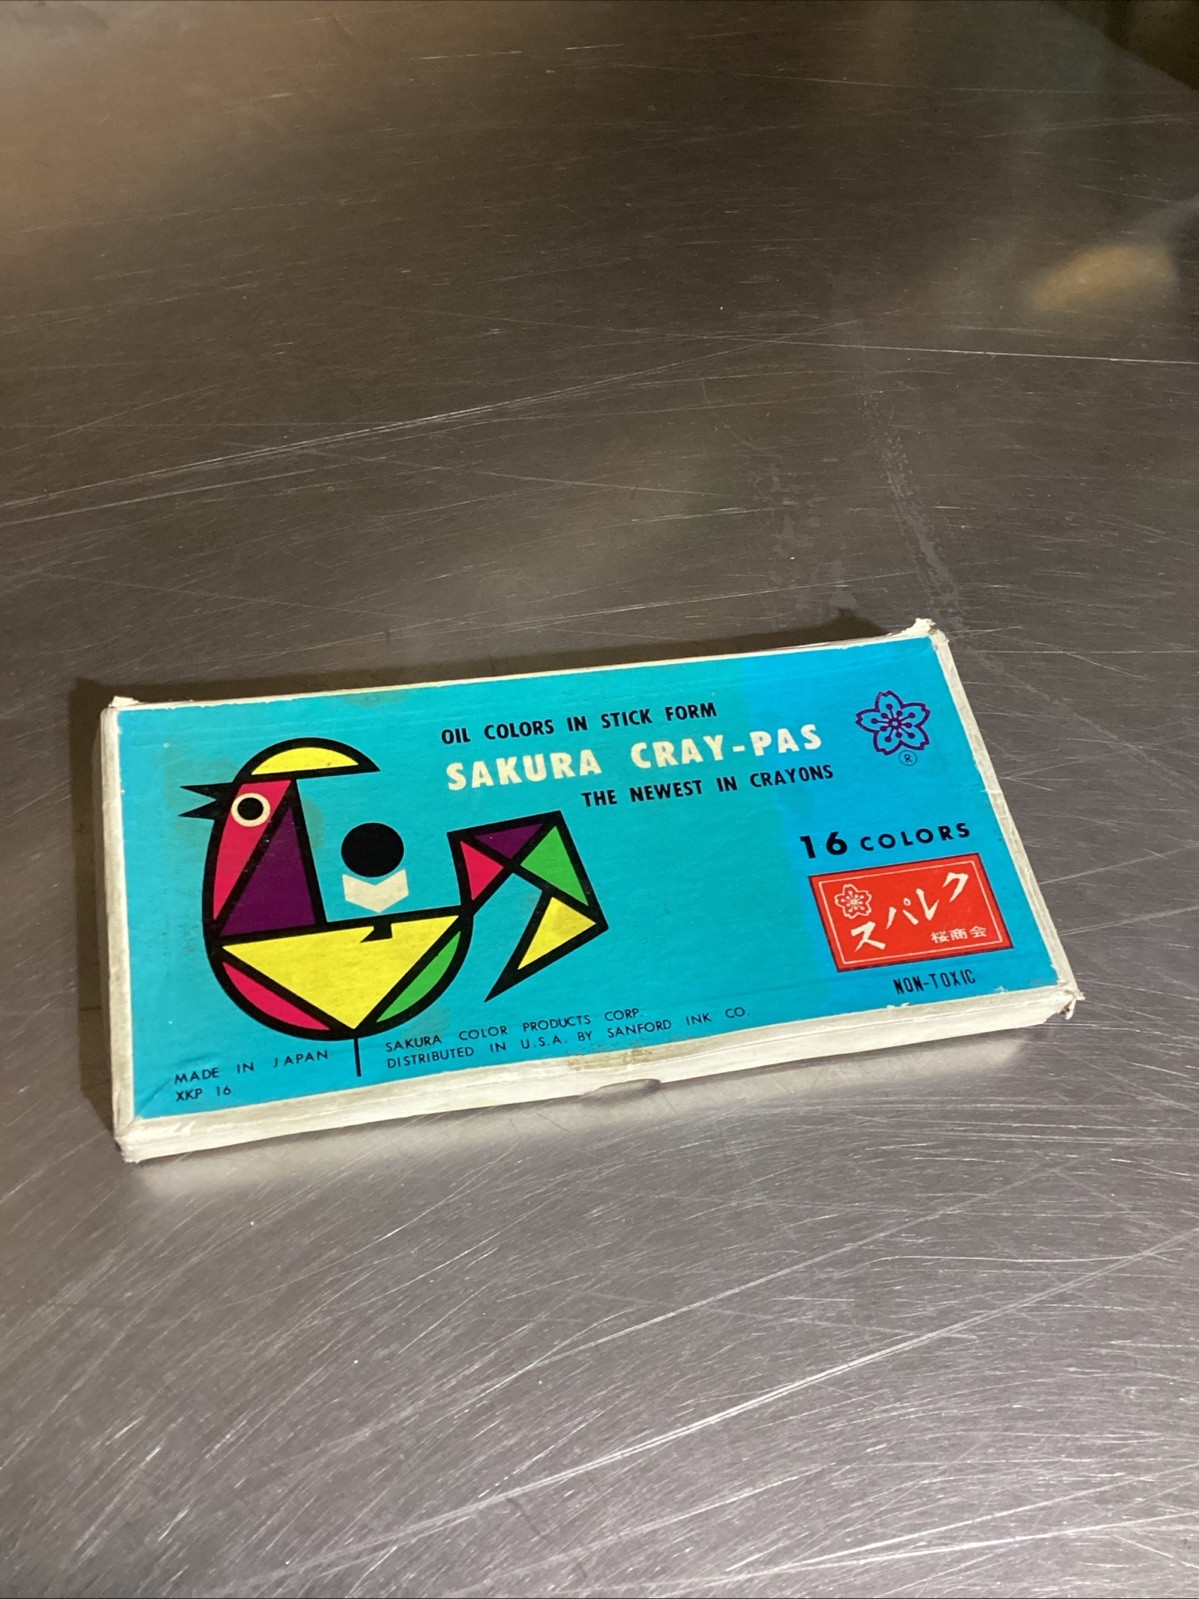 OIL COLORS IN STICK FORM
SAKURA CRAY-PAS
THE NEWEST IN CRAYONS
®
16 COLORS
スパレク
桜商会
NON-TOXIC
MADE IN JAPAN
XKP 16
SAKURA COLOR PRODUCTS CORP.
DISTRIBUTED IN U.S.A. BY SANFORD INK CO.